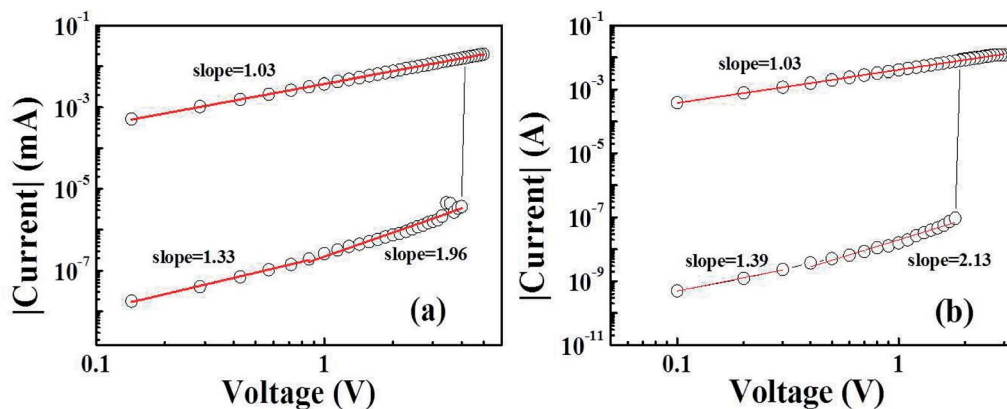 10^-1
10^-3
10^-5
10^-7
|Current| (mA)
slope=1.03
slope=1.33
slope=1.96
(a)
0.1
1
Voltage (V)
10^-1
10^-3
10^-5
10^-7
10^-9
10^-11
|Current| (A)
slope=1.03
slope=1.39
slope=2.13
(b)
0.1
1
Voltage (V)